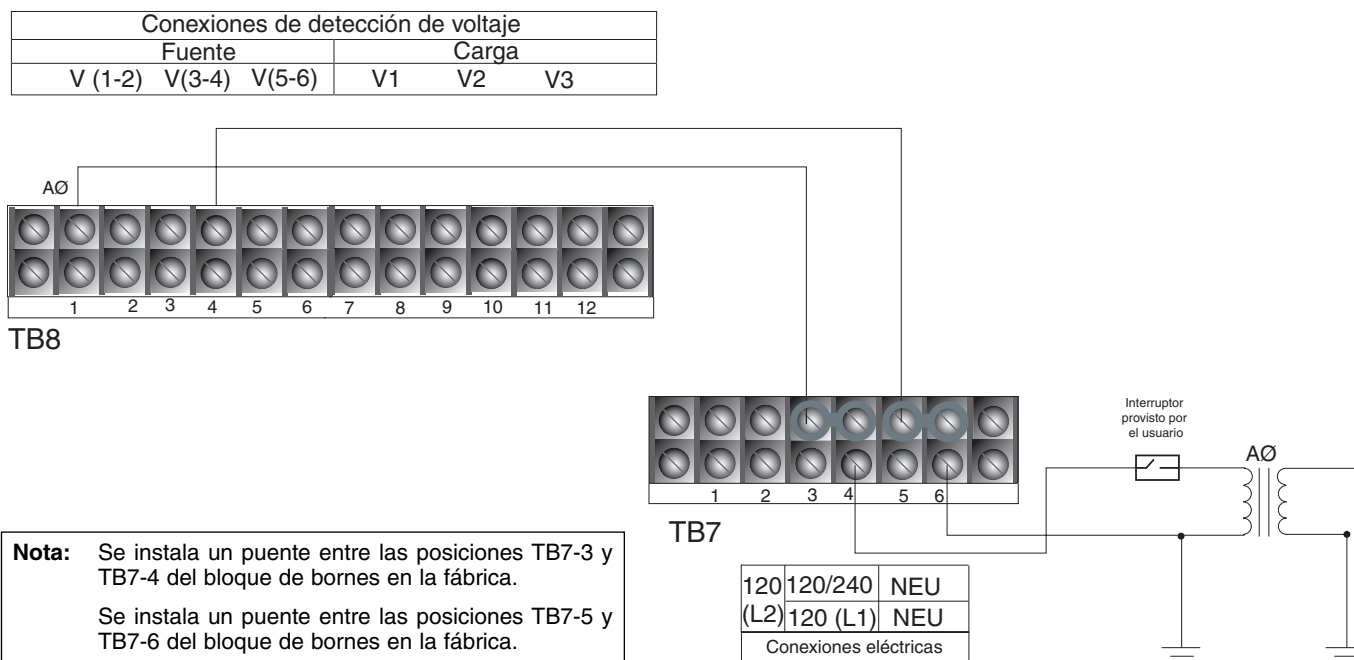 Conexiones de detección de voltaje
Fuente Carga
V (1-2) V(3-4) V(5-6) V1 V2 V3
AØ
1 2 3 4 5 6 7 8 9 10 11 12
TB8
Interruptor
provisto por
el usuario
AØ
1 2 3 4 5 6
TB7
Nota: Se instala un puente entre las posiciones TB7-3 y
TB7-4 del bloque de bornes en la fábrica.
Se instala un puente entre las posiciones TB7-5 y
TB7-6 del bloque de bornes en la fábrica.
120 120/240 NEU
(L2) 120 (L1) NEU
Conexiones eléctricas